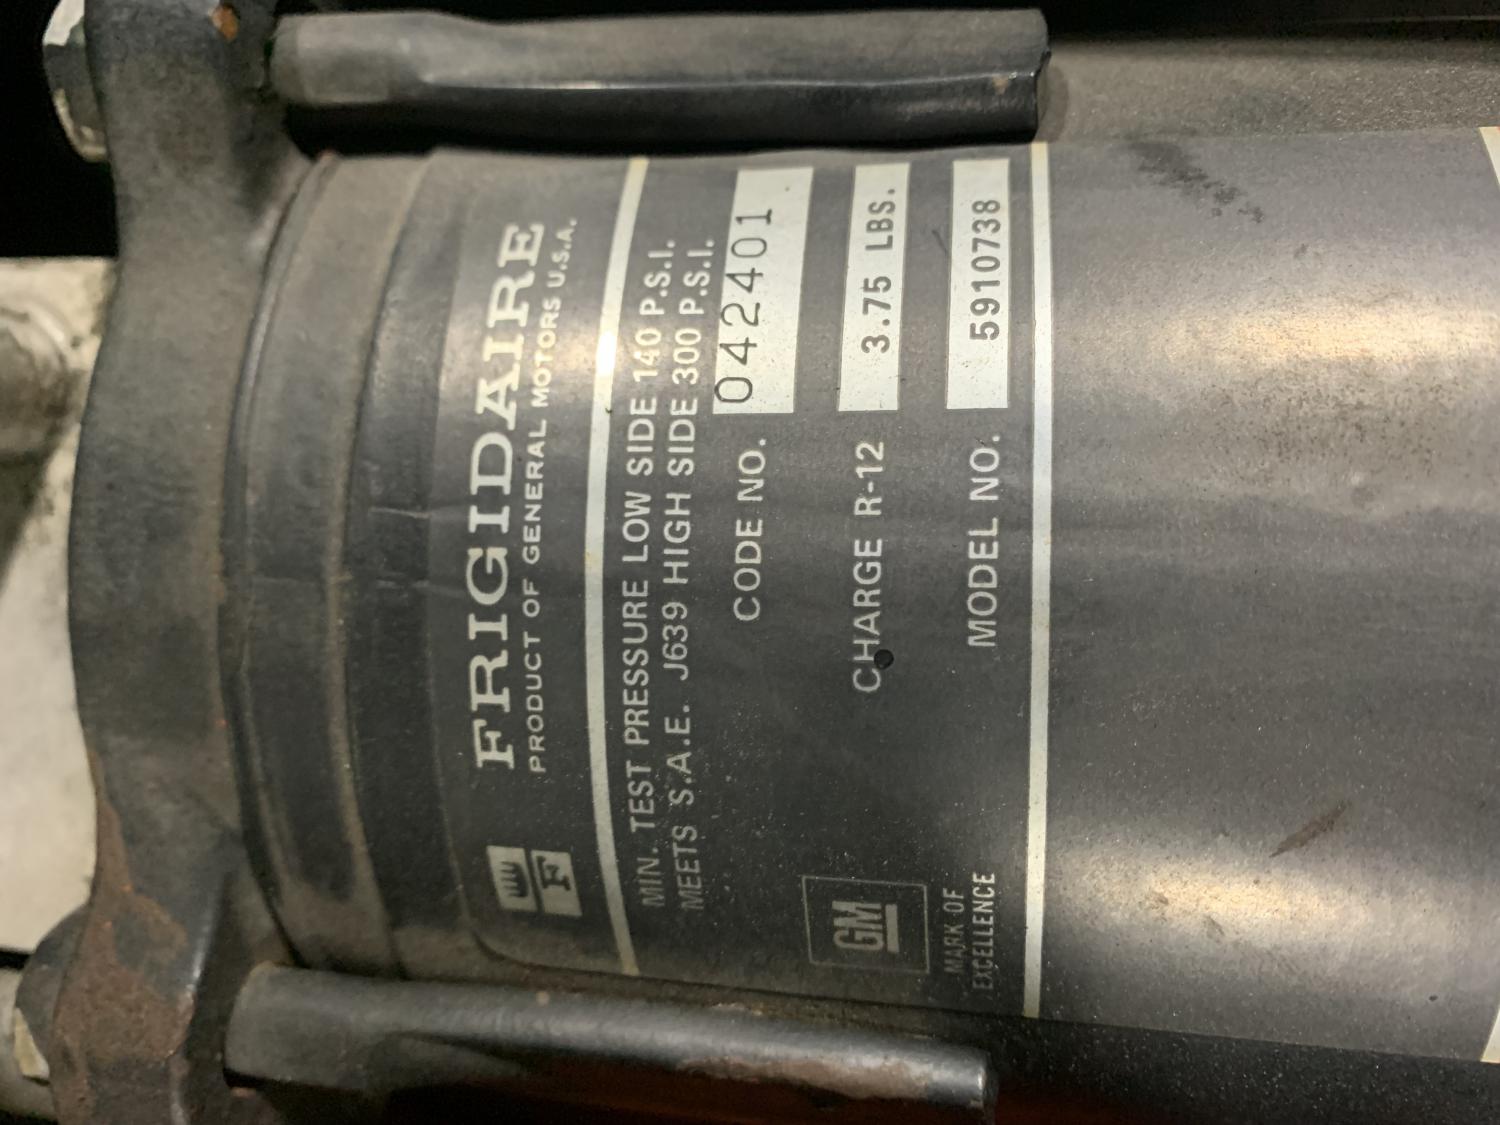 FRIGIDAIRE
PRODUCT OF GENERAL MOTORS U.S.A.
F
MIN. TEST PRESSURE LOW SIDE 140 P.S.I.
MEETS S.A.E. J639 HIGH SIDE 300 P.S.I.
CODE NO. 042401
CHARGE R-12 3.75 LBS.
MODEL NO. 5910738
GM
MARK OF
EXCELLENCE